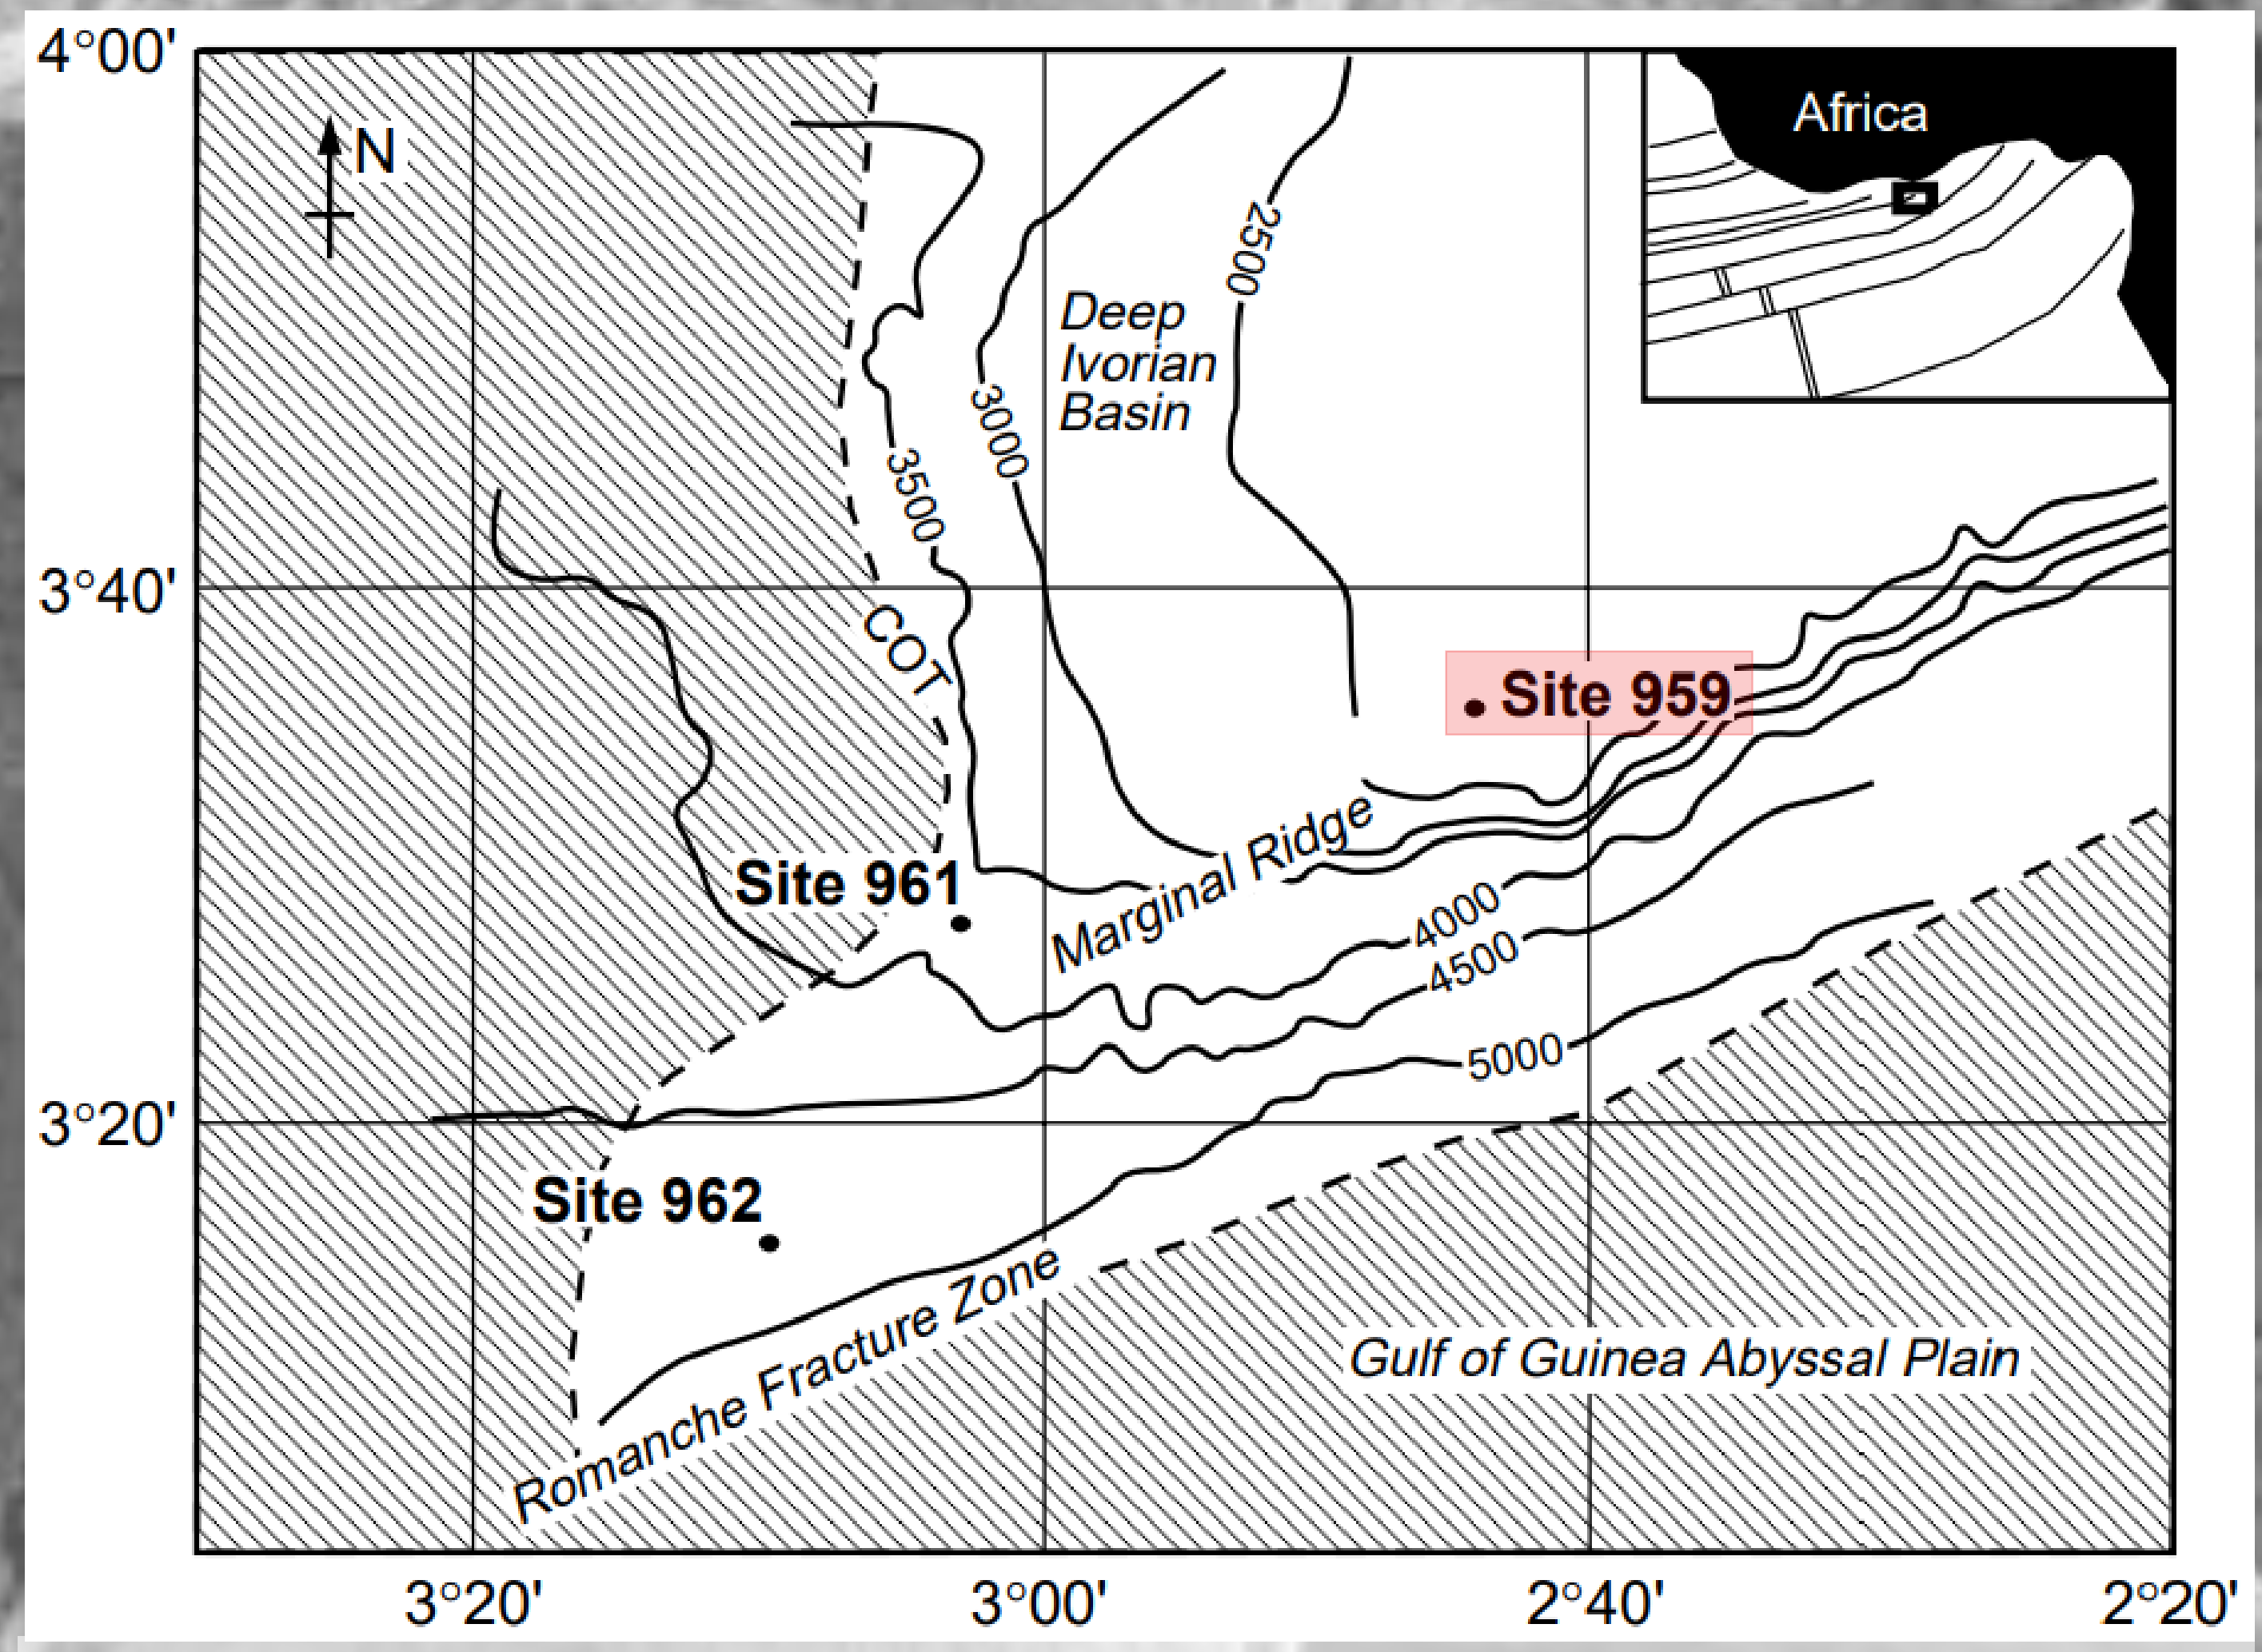 4°00'
N
Africa
2500
Deep
Ivorian
Basin
3000
3500
3°40'
COT
Site 959
Marginal Ridge
Site 961
4000
4500
5000
3°20'
Site 962
Romanche Fracture Zone
Gulf of Guinea Abyssal Plain
3°20'
3°00'
2°40'
2°20'